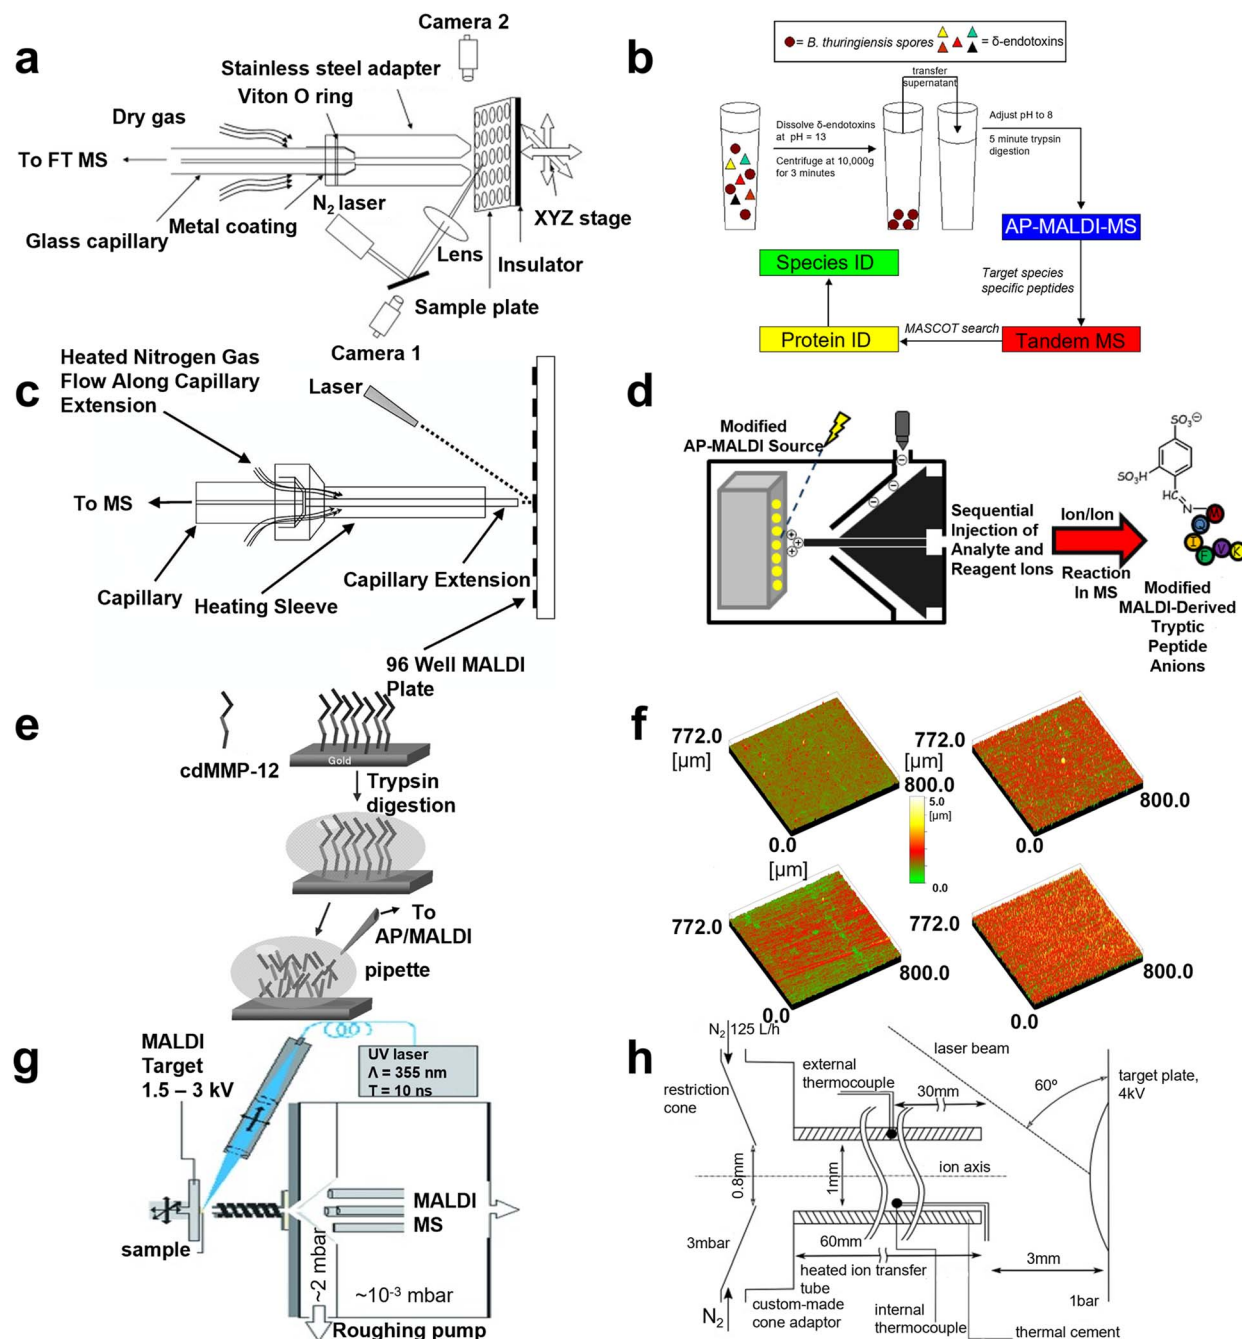 a
Camera 2
Stainless steel adapter
Viton O ring
Dry gas
To FT MS
Metal coating
N2 laser
Glass capillary
Lens
XYZ stage
Insulator
Sample plate
Camera 1
b
= B. thuringiensis spores
= δ-endotoxins
transfer
supernatant
Dissolve δ-endotoxins
at pH = 13
Centrifuge at 10,000g
for 3 minutes
Adjust pH to 8
5 minute trypsin
digestion
AP-MALDI-MS
Target species
specific peptides
Tandem MS
MASCOT search
Protein ID
Species ID
c
Heated Nitrogen Gas
Flow Along Capillary
Extension
Laser
To MS
Capillary
Heating Sleeve
Capillary Extension
96 Well MALDI
Plate
d
Modified
AP-MALDI Source
Sequential
Injection of
Analyte and
Reagent Ions
Ion/Ion
Reaction
In MS
SO3⊖
SO3H
HC
N
M
Q
I
F
V
K
Modified
MALDI-Derived
Tryptic
Peptide
Anions
e
cdMMP-12
Gold
Trypsin
digestion
To
AP/MALDI
pipette
f
772.0
[µm]
800.0
0.0
[µm]
5.0
[µm]
0.0
772.0
800.0
0.0
772.0
800.0
0.0
772.0
800.0
0.0
g
MALDI
Target
1.5 – 3 kV
UV laser
Λ = 355 nm
T = 10 ns
sample
MALDI
MS
~2 mbar
~10-3 mbar
Roughing pump
h
N2 125 L/h
restriction
cone
external
thermocouple
laser beam
30mm
60º
target plate,
4kV
0.8mm
1mm
ion axis
3mbar
60mm
heated ion transfer
tube
3mm
N2
custom-made
cone adaptor
internal
thermocouple
1bar
thermal cement